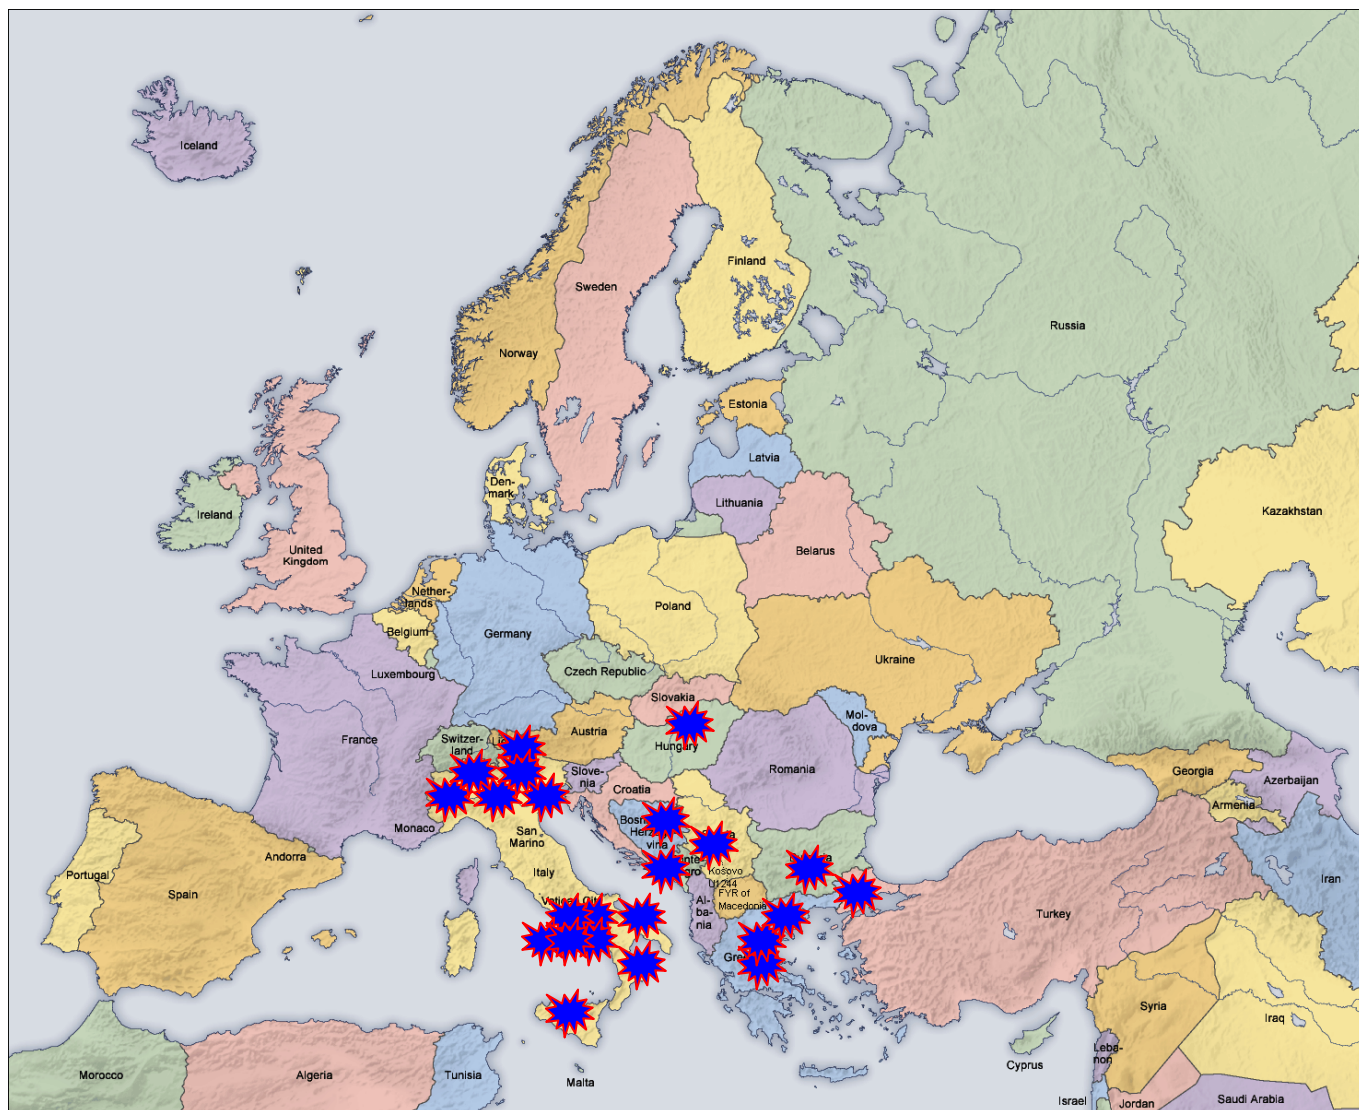 Iceland
Finland
Sweden
Russia
Norway
Estonia
Latvia
Den-
mark
Lithuania
Ireland
Kazakhstan
United
Kingdom
Belarus
Nether-
lands
Poland
Belgium
Germany
Ukraine
Czech Republic
Luxembourg
Slovakia
Mol-
dova
Austria
France
Switzer-
land
Hungary
Romania
Slove-
nia
Georgia
Azerbaijan
Croatia
Armenia
Monaco
San
Marino
Herz
vina
Andorra
Italy
Portugal
Spain
Kosovo
U1244
FYR of
Macedonia
Al-
ba-
nia
Iran
Turkey
Syria
Iraq
Leba-
non
Cyprus
Morocco
Algeria
Tunisia
Malta
Israel
Jordan
Saudi Arabia